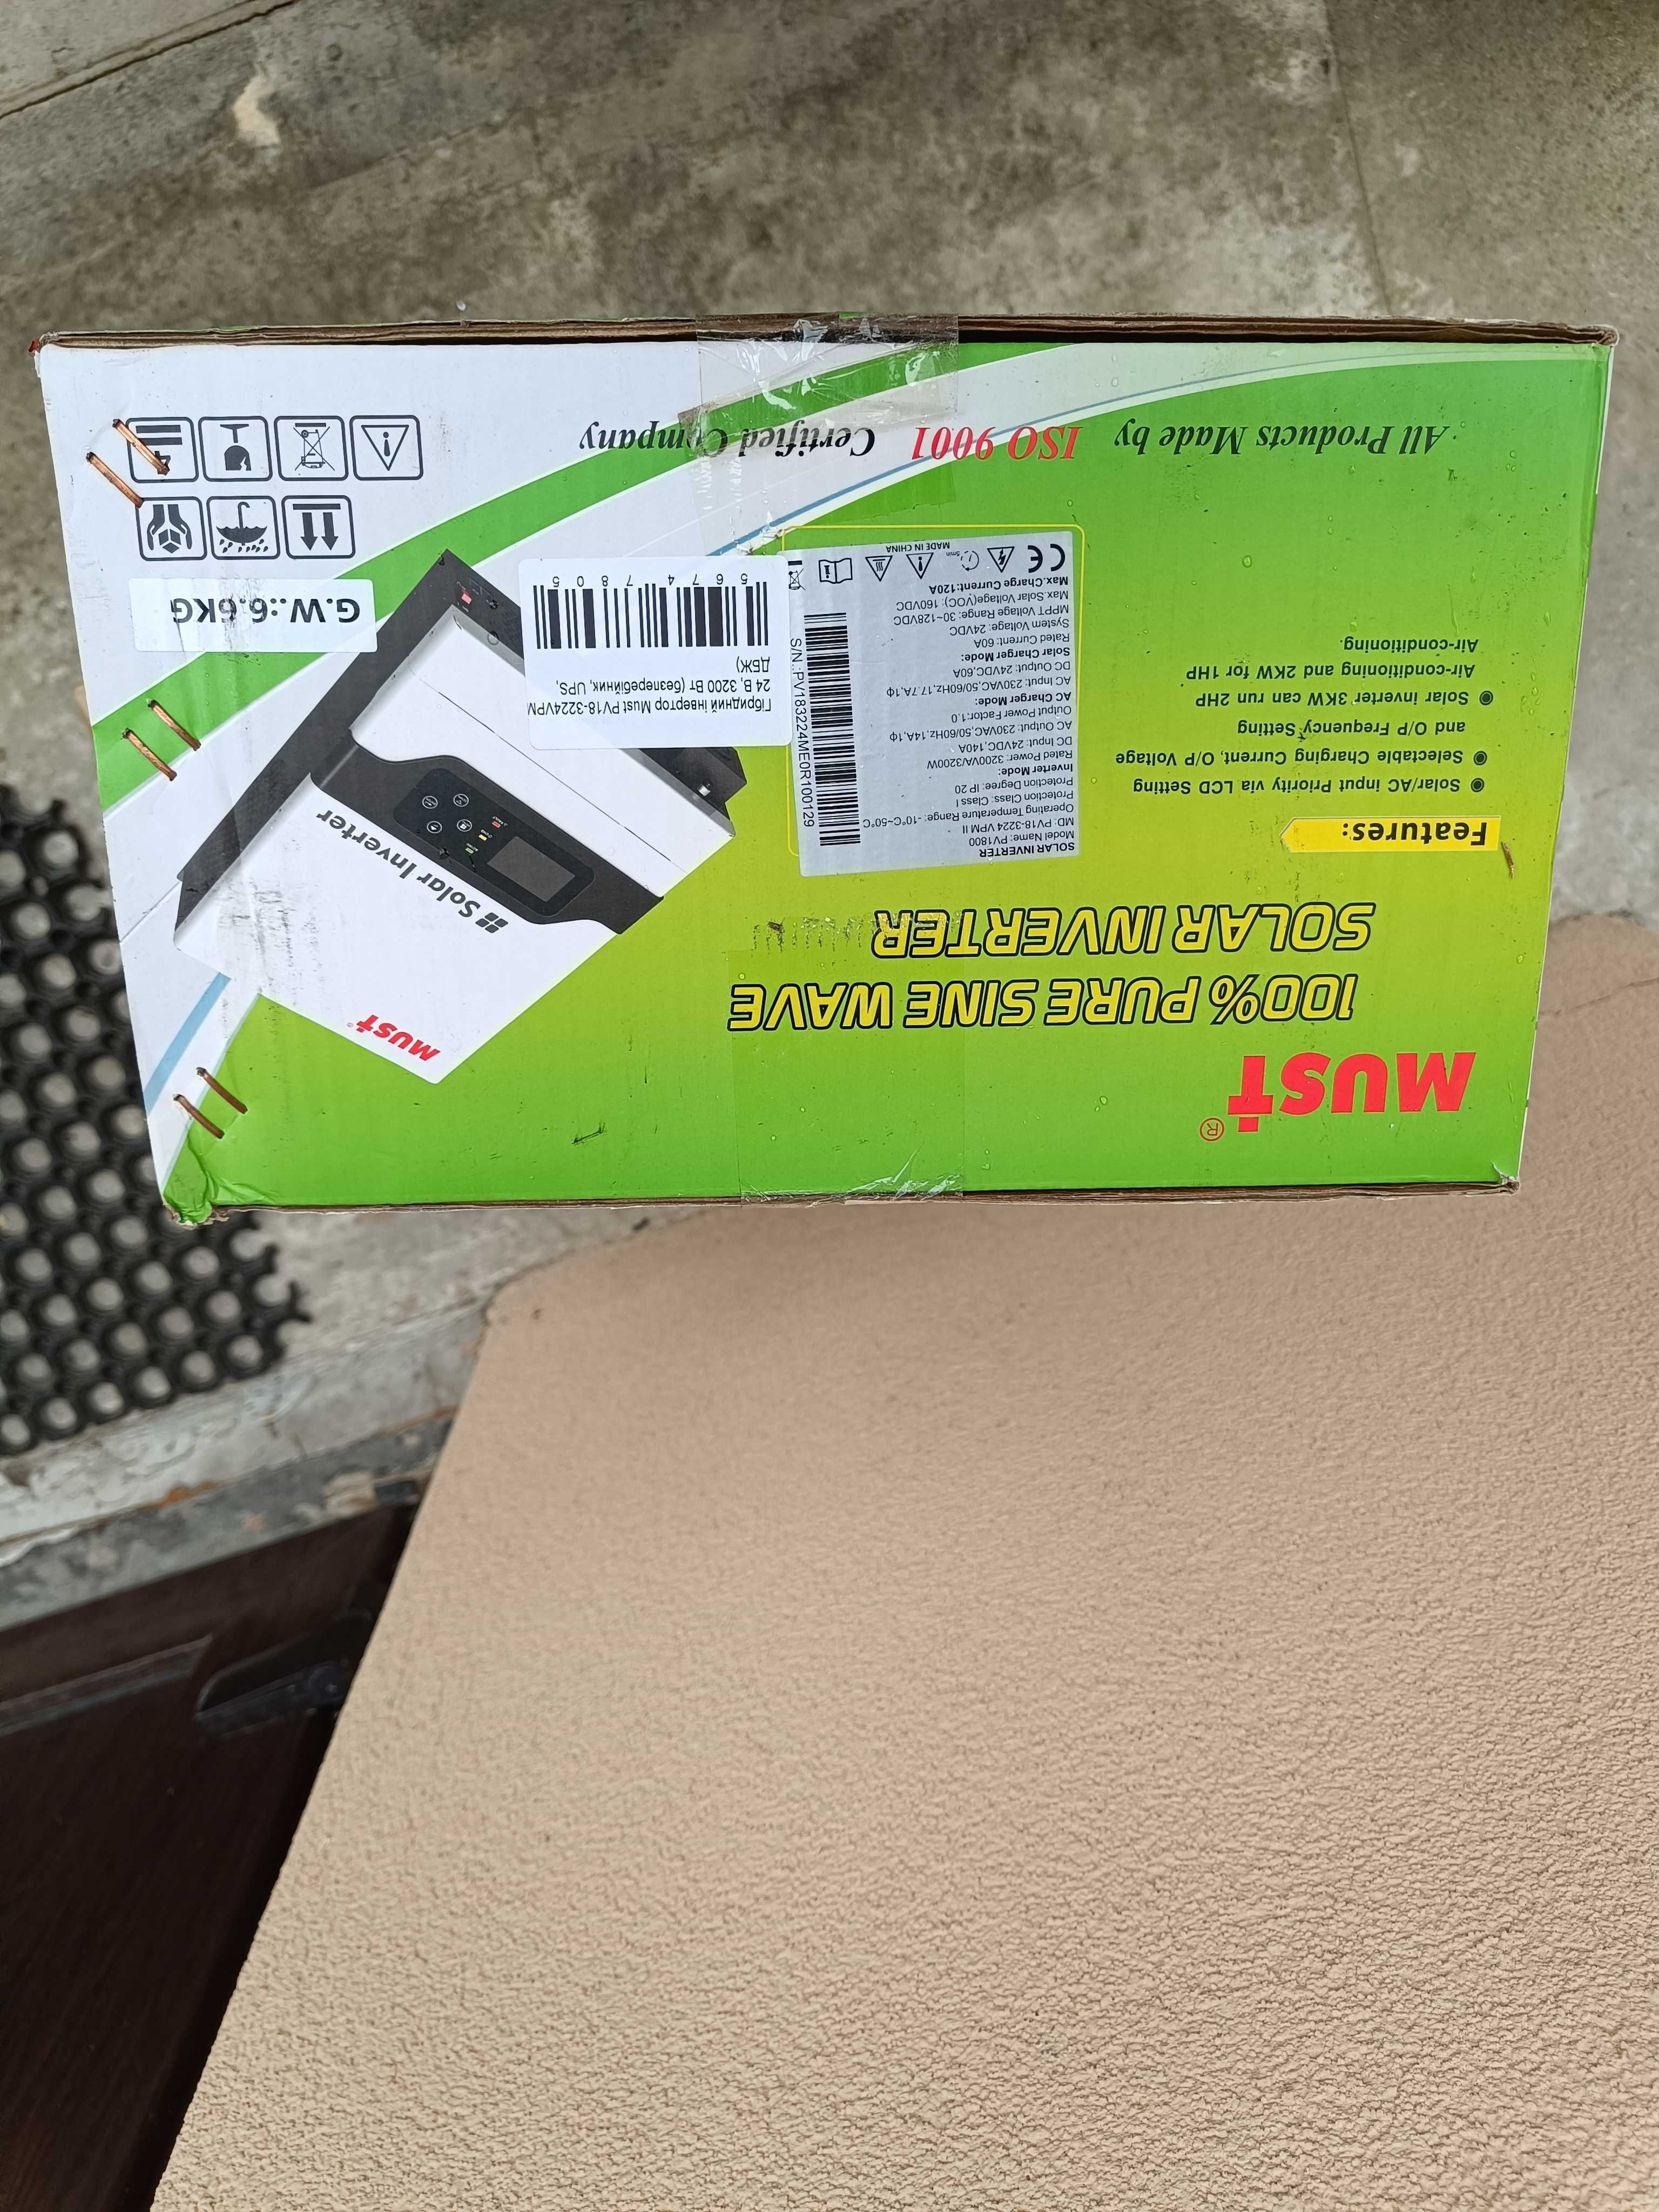 MUST
®
100% PURE SINE WAVE
SOLAR INVERTER
Features:
Solar/AC input Priority via LCD Setting
Selectable Charging Current, O/P Voltage
and O/P Frequency Setting
Solar inverter 3KW can run 2HP
Air-conditioning and 2KW for 1HP
Air-conditioning.
SOLAR INVERTER
Model Name: PV1800
MD: PV18-3224 VPM II
Operating Temperature Range: -10°C~50°C
Protection Class: Class I
Protection Degree: IP 20
Inverter Mode:
Rated Power: 3200VA/3200W
DC Input: 24VDC,140A
AC Output: 230VAC,50/60Hz,14A,1Φ
Output Power Factor:1.0
AC Charger Mode:
AC Input: 230VAC,50/60Hz,17.7A,1Φ
DC Output: 24VDC,60A
Solar Charger Mode:
Rated Current: 60A
System Voltage: 24VDC
MPPT Voltage Range: 30~128VDC
Max.Solar Voltage(VOC): 160VDC
Max.Charge Current:120A
CE
5min
MADE IN CHINA
S/N.:PV183224ME0R100129
MUST
Solar Inverter
Гібридний інвертор Must PV18-3224VPM
24 В, 3200 Вт (безперебійник, UPS,
ДБЖ)
5677478050 5
G.W.:6.6KG
All Products Made by ISO 9001 Certified Company